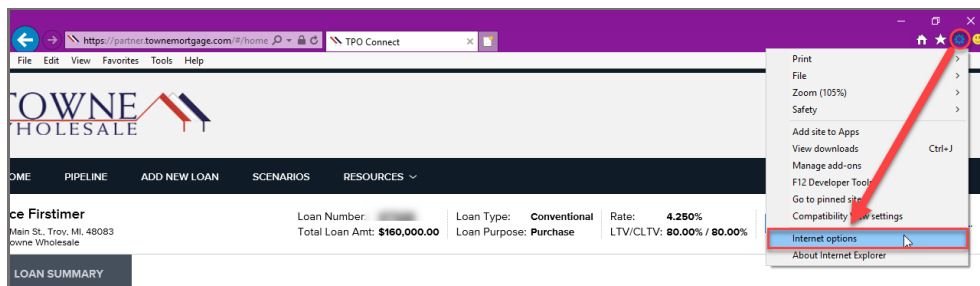 https://partner.townemortgage.com/#/home
TPO Connect
File Edit View Favorites Tools Help
Print
File
Zoom (105%)
Safety
Add site to Apps
View downloads Ctrl+J
Manage add-ons
F12 Developer Tools
Go to pinned sites
Compatibility View settings
Internet options
About Internet Explorer
TOWNE
WHOLESALE
OME PIPELINE ADD NEW LOAN SCENARIOS RESOURCES
ce Firstimer
Main St., Troy, MI, 48083
owne Wholesale
Loan Number:
Total Loan Amt: $160,000.00
Loan Type: Conventional
Loan Purpose: Purchase
Rate: 4.250%
LTV/CLTV: 80.00% / 80.00%
LOAN SUMMARY